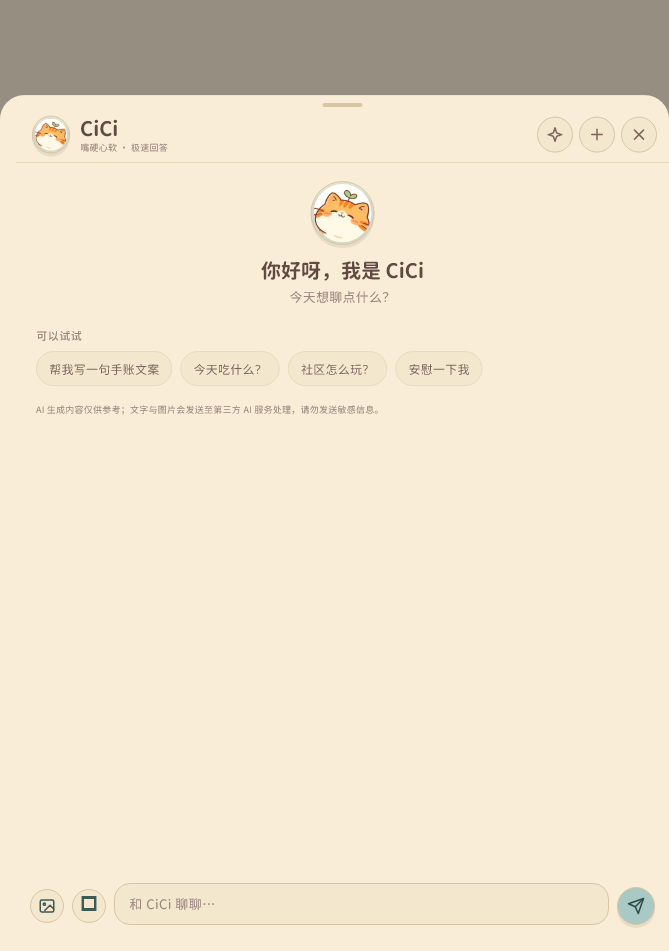 CiCi
嘴硬心软 · 极速回答
你好呀，我是 CiCi
今天想聊点什么？
可以试试
帮我写一句手账文案
今天吃什么？
社区怎么玩？
安慰一下我
AI 生成内容仅供参考；文字与图片会发送至第三方 AI 服务处理，请勿发送敏感信息。
和 CiCi 聊聊…